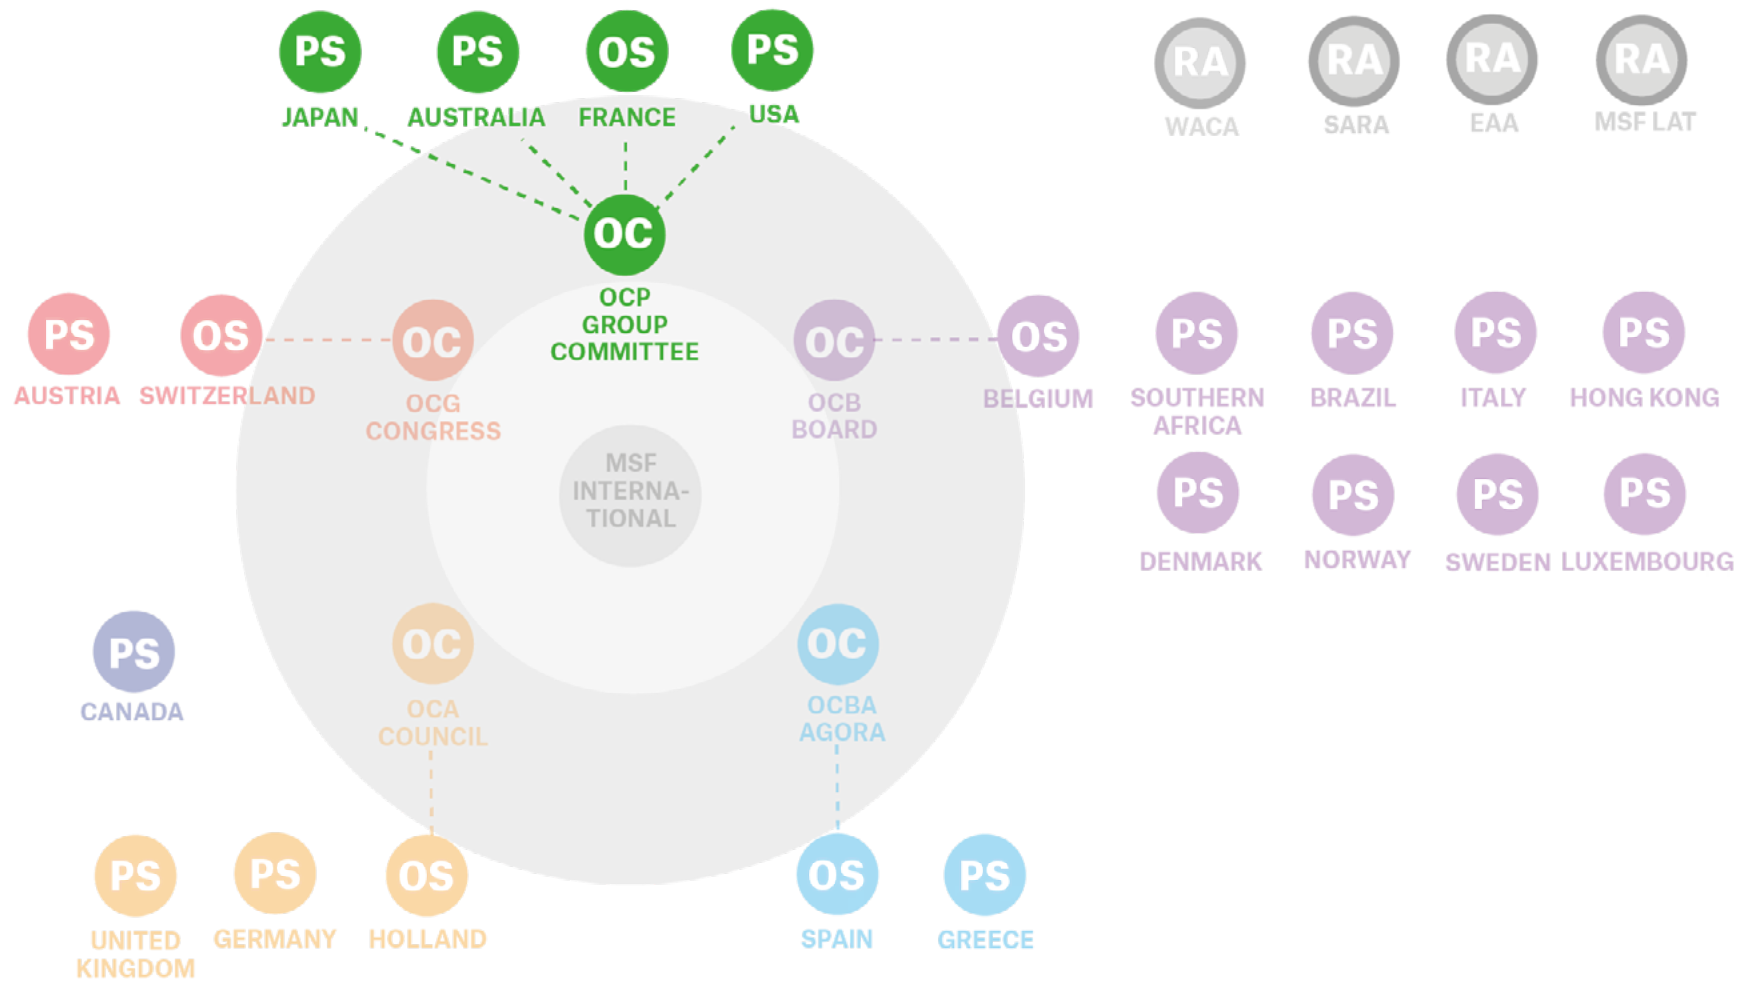 PS PS OS PS
JAPAN AUSTRALIA FRANCE USA
RA RA RA RA
WACA SARA EAA MSF LAT
OC
OCP
GROUP
COMMITTEE
PS OS
AUSTRIA SWITZERLAND
OC
OCG
CONGRESS
OC
OCB
BOARD
OS
BELGIUM
PS PS PS PS
SOUTHERN
AFRICA
BRAZIL ITALY HONG KONG
PS PS PS PS
DENMARK NORWAY SWEDEN LUXEMBOURG
MSF
INTERNA-
TIONAL
PS
CANADA
OC
OCA
COUNCIL
OC
OCBA
AGORA
PS PS OS
UNITED
KINGDOM
GERMANY HOLLAND
OS PS
SPAIN GREECE